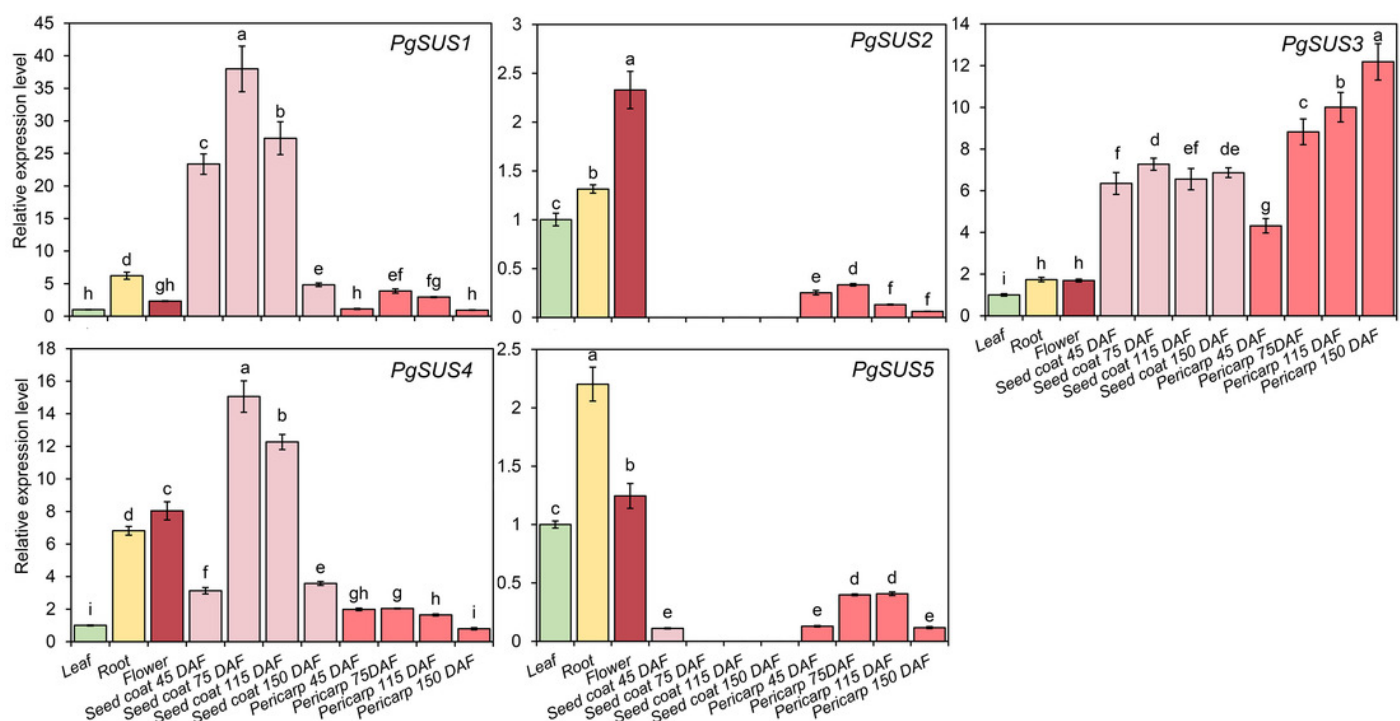 PgSUS1
Relative expression level
45
40
35
30
25
20
15
10
5
0
h
d
gh
c
a
b
e
h
ef
fg
h
PgSUS2
3
2.5
2
1.5
1
0.5
0
c
b
a
e
d
f
f
PgSUS3
14
12
10
8
6
4
2
0
i
h
h
f
d
ef
de
g
c
b
a
Leaf
Root
Flower
Seed coat 45 DAF
Seed coat 75 DAF
Seed coat 115 DAF
Seed coat 150 DAF
Pericarp 45 DAF
Pericarp 75DAF
Pericarp 115 DAF
Pericarp 150 DAF
PgSUS4
Relative expression level
18
16
14
12
10
8
6
4
2
0
i
d
c
f
a
b
e
gh
g
h
i
Leaf
Root
Flower
Seed coat 45 DAF
Seed coat 75 DAF
Seed coat 115 DAF
Seed coat 150 DAF
Pericarp 45 DAF
Pericarp 75DAF
Pericarp 115 DAF
Pericarp 150 DAF
PgSUS5
2.5
2
1.5
1
0.5
0
c
a
b
e
e
d
d
e
Leaf
Root
Flower
Seed coat 45 DAF
Seed coat 75 DAF
Seed coat 115 DAF
Seed coat 150 DAF
Pericarp 45 DAF
Pericarp 75DAF
Pericarp 115 DAF
Pericarp 150 DAF